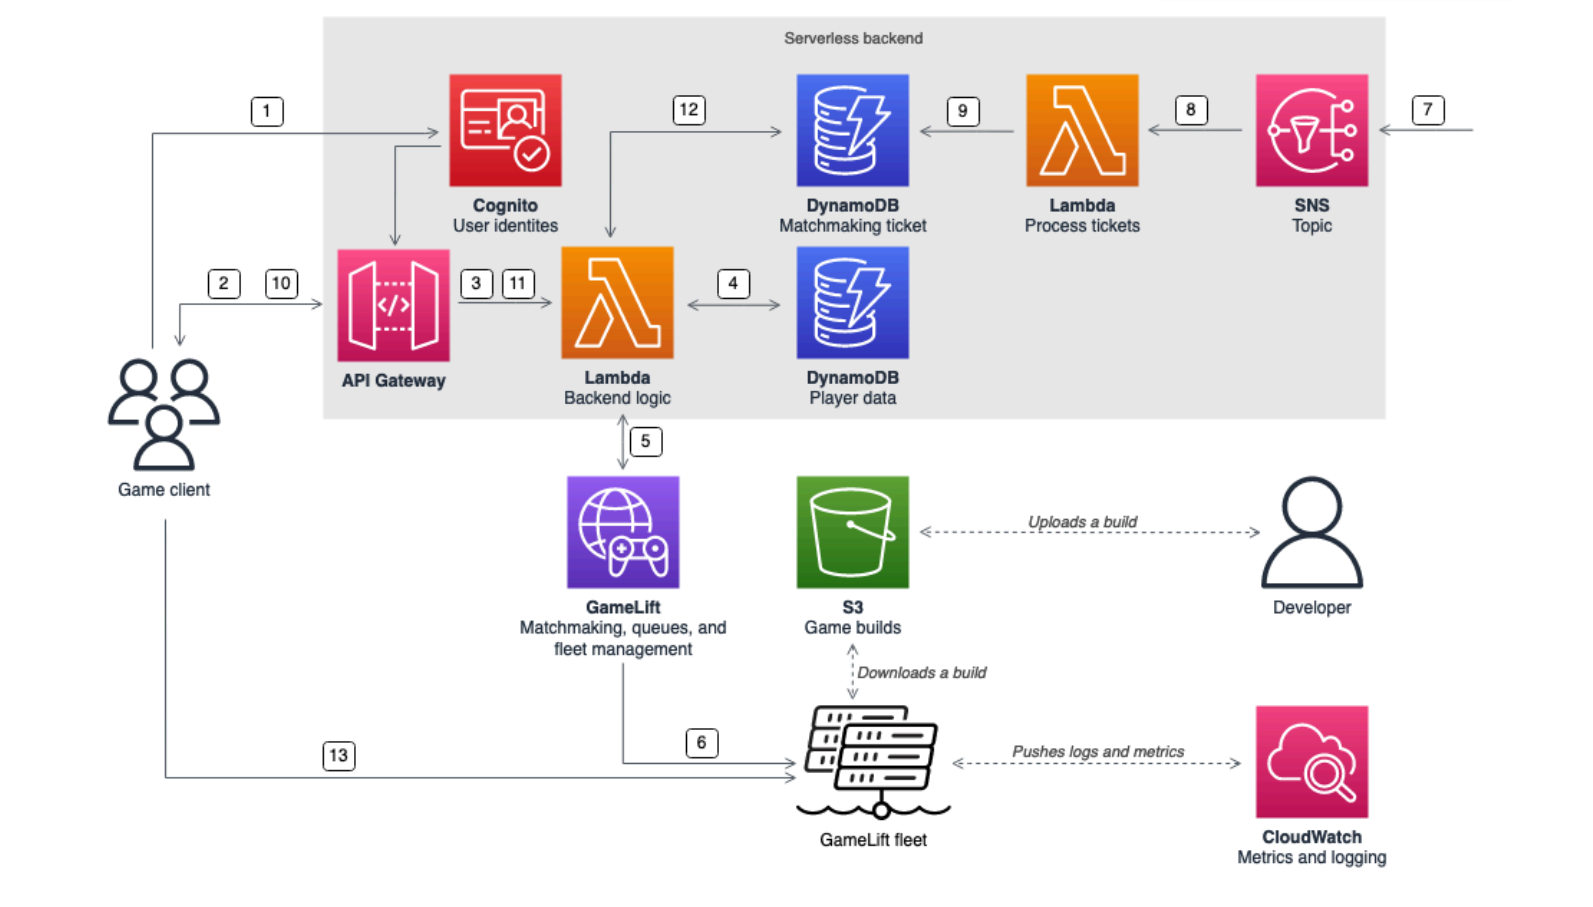 Serverless backend
1
12
9
8
7
Cognito
User identites
DynamoDB
Matchmaking ticket
Lambda
Process tickets
SNS
Topic
2
10
3
11
4
</>
API Gateway
Lambda
Backend logic
DynamoDB
Player data
5
Game client
Uploads a build
GameLift
Matchmaking, queues, and
fleet management
S3
Game builds
Developer
Downloads a build
6
13
Pushes logs and metrics
GameLift fleet
CloudWatch
Metrics and logging